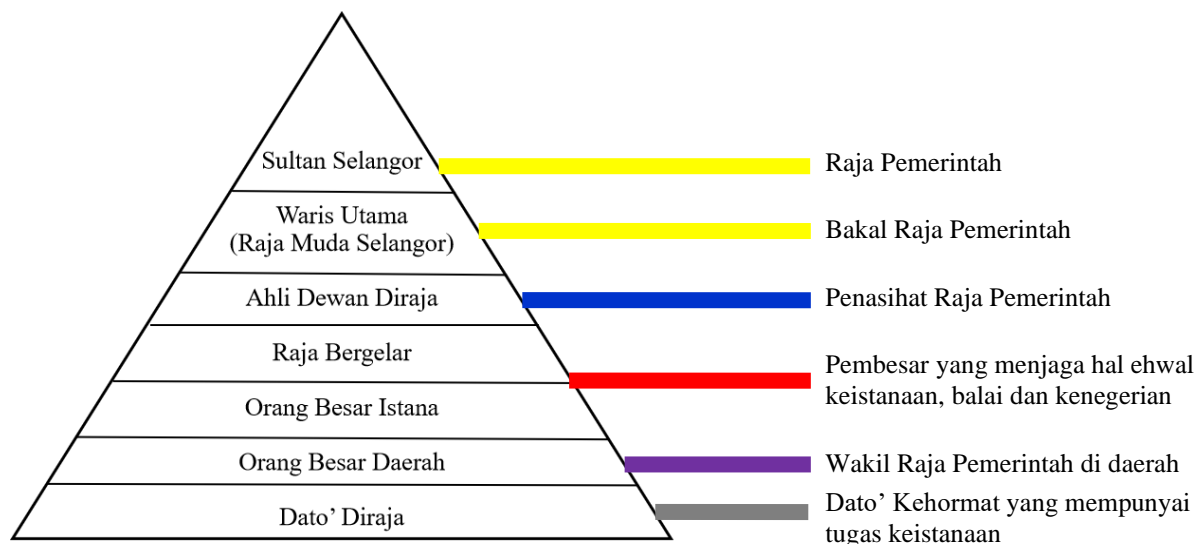 Sultan Selangor
Raja Pemerintah
Waris Utama
(Raja Muda Selangor)
Bakal Raja Pemerintah
Ahli Dewan Diraja
Penasihat Raja Pemerintah
Raja Bergelar
Pembesar yang menjaga hal ehwal
keistanaan, balai dan kenegerian
Orang Besar Istana
Orang Besar Daerah
Wakil Raja Pemerintah di daerah
Dato’ Diraja
Dato’ Kehormat yang mempunyai
tugas keistanaan